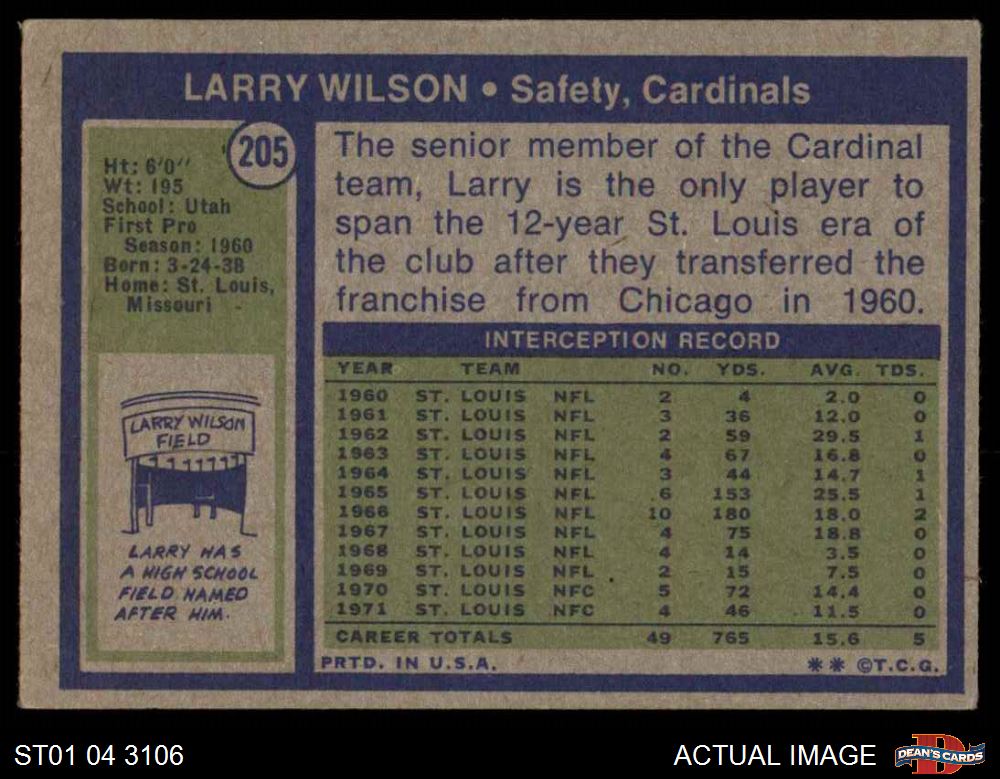 LARRY WILSON • Safety, Cardinals
205
Ht: 6'0"
Wt: 195
School: Utah
First Pro
Season: 1960
Born: 3-24-38
Home: St. Louis,
Missouri
LARRY WILSON
FIELD
LARRY HAS
A HIGH SCHOOL
FIELD NAMED
AFTER HIM.
The senior member of the Cardinal
team, Larry is the only player to
span the 12-year St. Louis era of
the club after they transferred the
franchise from Chicago in 1960.
INTERCEPTION RECORD
YEAR TEAM NO. YDS. AVG. TDS.
1960 ST. LOUIS NFL 2 4 2.0 0
1961 ST. LOUIS NFL 3 36 12.0 0
1962 ST. LOUIS NFL 2 59 29.5 1
1963 ST. LOUIS NFL 4 67 16.8 0
1964 ST. LOUIS NFL 3 44 14.7 1
1965 ST. LOUIS NFL 6 153 25.5 1
1966 ST. LOUIS NFL 10 180 18.0 2
1967 ST. LOUIS NFL 4 75 18.8 0
1968 ST. LOUIS NFL 4 14 3.5 0
1969 ST. LOUIS NFL 2 15 7.5 0
1970 ST. LOUIS NFC 5 72 14.4 0
1971 ST. LOUIS NFC 4 46 11.5 0
CAREER TOTALS 49 765 15.6 5
PRTD. IN U.S.A. ** ©T.C.G.
ST01 04 3106
ACTUAL IMAGE
D
DEAN'S CARDS